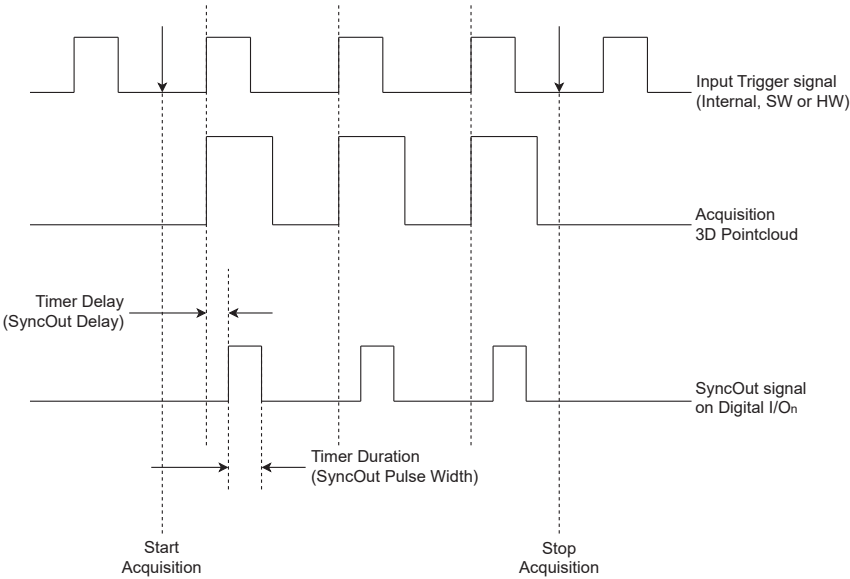 Input Trigger signal
(Internal, SW or HW)
Acquisition
3D Pointcloud
Timer Delay
(SyncOut Delay)
SyncOut signal
on Digital I/On
Timer Duration
(SyncOut Pulse Width)
Start
Acquisition
Stop
Acquisition